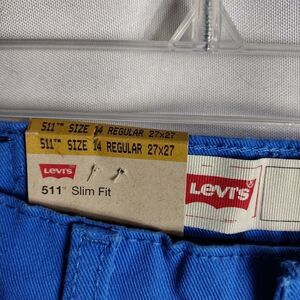 511™ SIZE 14 REGULAR 27x27
511™ SIZE 14 REGULAR 27X27
Levi's
511™ Slim Fit
Levi's